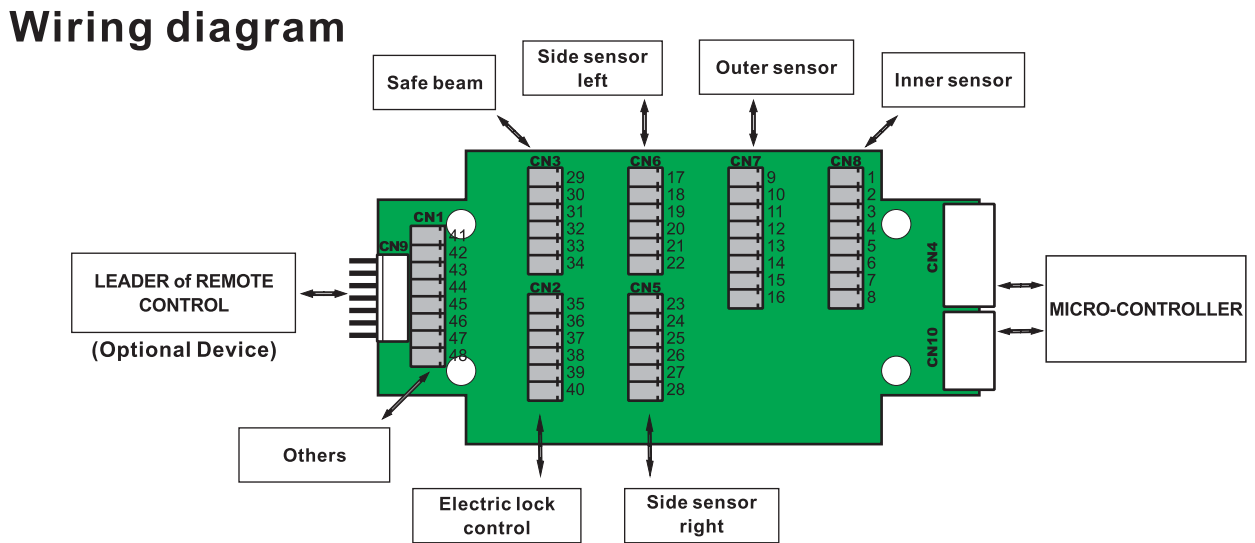 Wiring diagram
Safe beam
Side sensor
left
Outer sensor
Inner sensor
CN3
29
30
31
32
33
34
CN6
17
18
19
20
21
22
CN7
9
10
11
12
13
14
15
16
CN8
1
2
3
4
5
6
7
8
CN1
41
42
43
44
45
46
47
48
CN9
CN2
35
36
37
38
39
40
CN5
23
24
25
26
27
28
CN4
CN10
LEADER of REMOTE
CONTROL
(Optional Device)
MICRO-CONTROLLER
Others
Electric lock
control
Side sensor
right